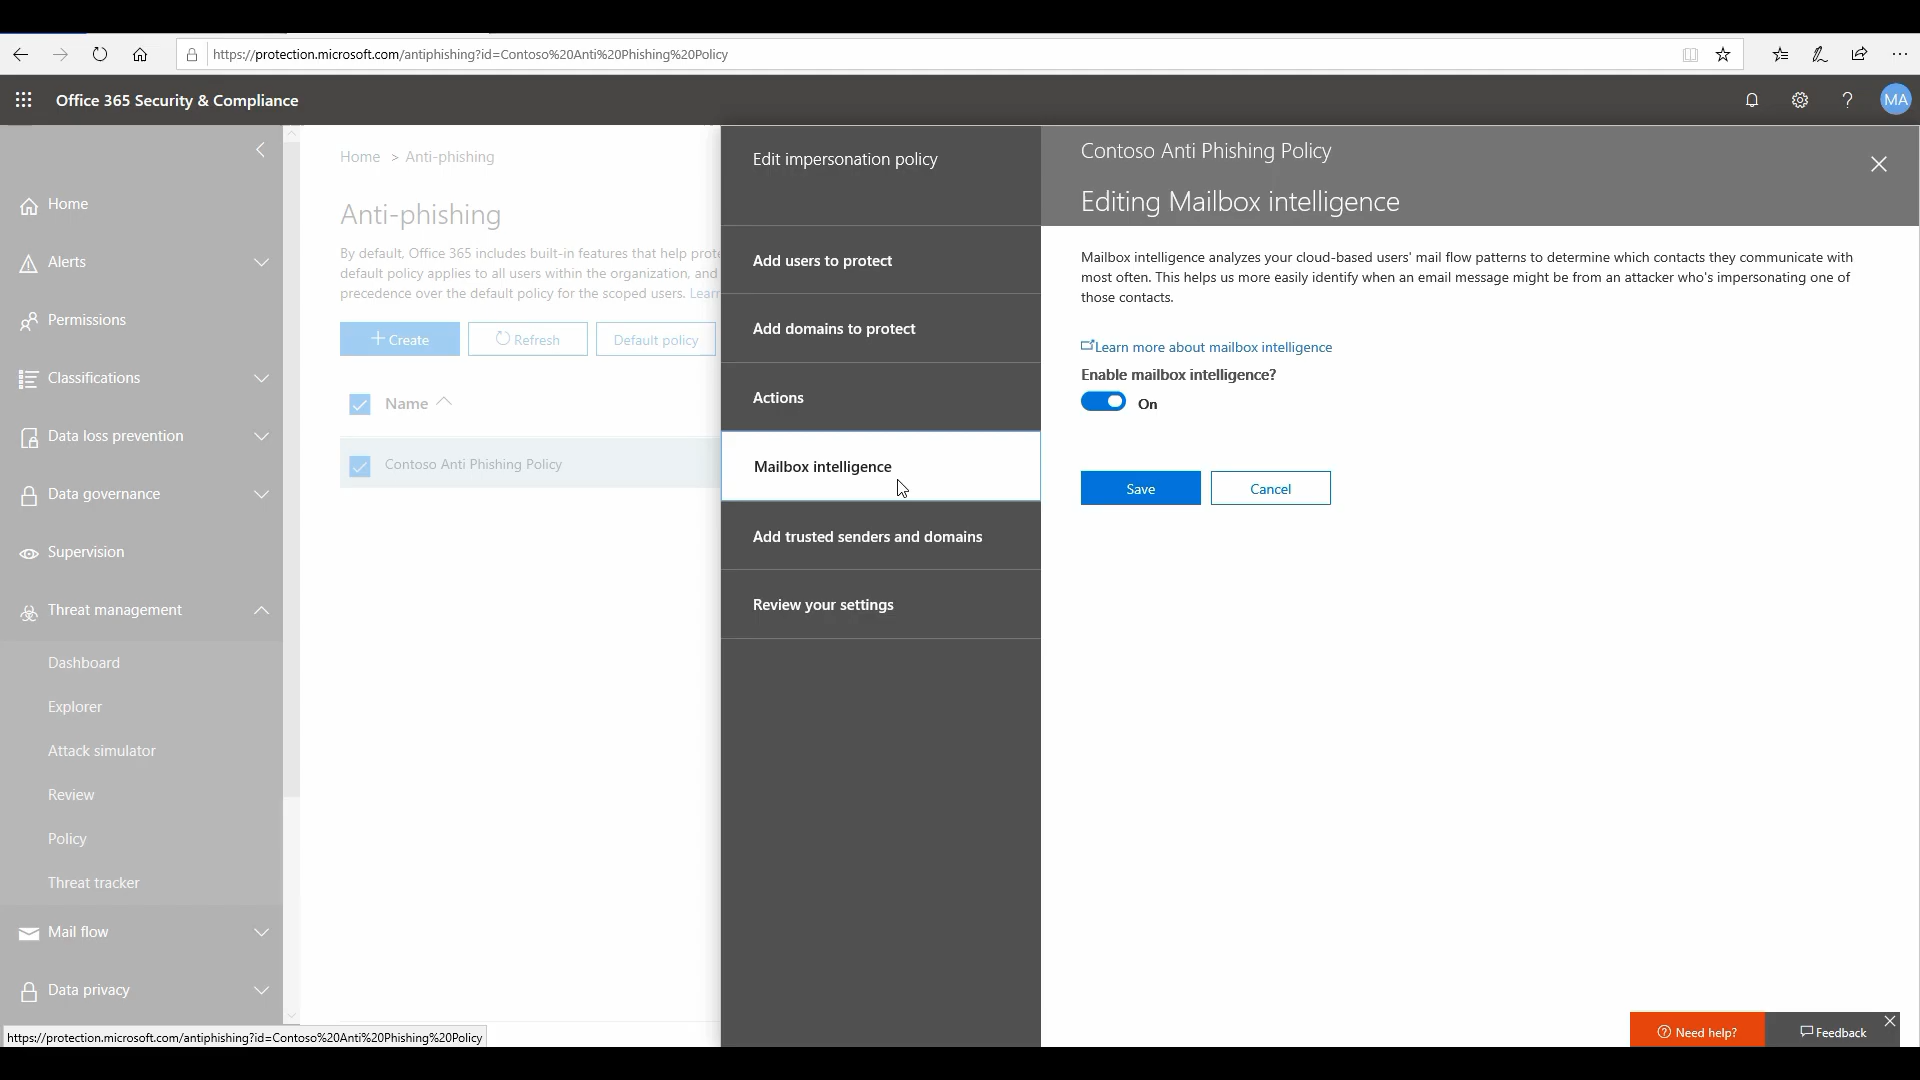 https://protection.microsoft.com/antiphishing?id=Contoso%20Anti%20Phishing%20Policy
Office 365 Security & Compliance
MA
Home
Alerts
Permissions
Classifications
Data loss prevention
Data governance
Supervision
Threat management
Dashboard
Explorer
Attack simulator
Review
Policy
Threat tracker
Mail flow
Data privacy
Home > Anti-phishing
Anti-phishing
By default, Office 365 includes built-in features that help prote
default policy applies to all users within the organization, and
precedence over the default policy for the scoped users. Learr
+ Create
Refresh
Default policy
Name
Contoso Anti Phishing Policy
Edit impersonation policy
Add users to protect
Add domains to protect
Actions
Mailbox intelligence
Add trusted senders and domains
Review your settings
Contoso Anti Phishing Policy
Editing Mailbox intelligence
Mailbox intelligence analyzes your cloud-based users' mail flow patterns to determine which contacts they communicate with
most often. This helps us more easily identify when an email message might be from an attacker who's impersonating one of
those contacts.
Learn more about mailbox intelligence
Enable mailbox intelligence?
On
Save
Cancel
https://protection.microsoft.com/antiphishing?id=Contoso%20Anti%20Phishing%20Policy
Need help?
Feedback